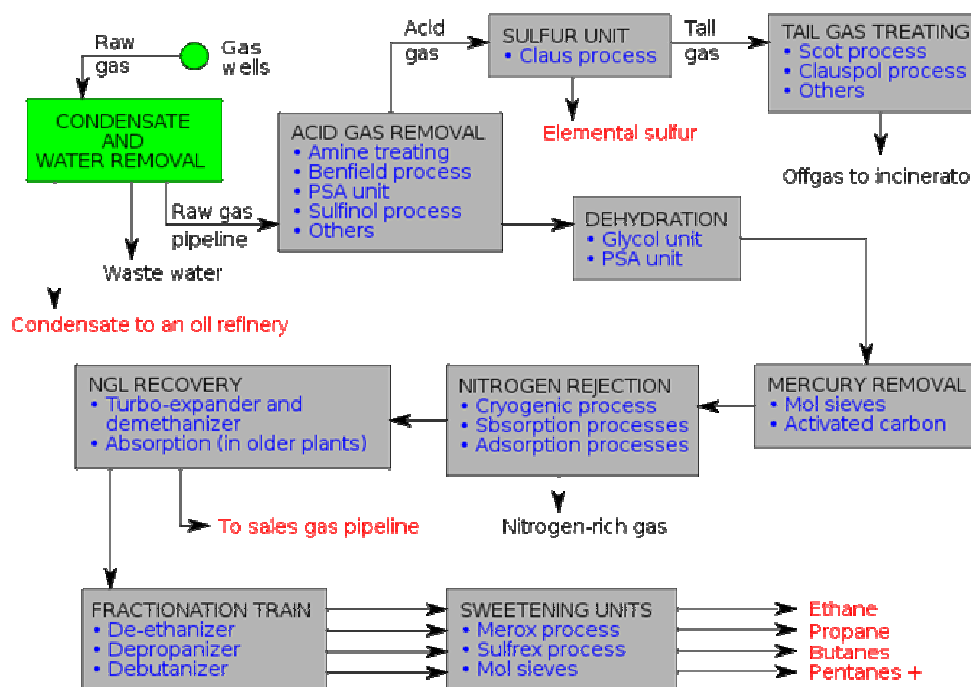 Raw
gas
Gas
wells
CONDENSATE
AND
WATER REMOVAL
Acid
gas
SULFUR UNIT
• Claus process
Tail
gas
TAIL GAS TREATING
• Scot process
• Clauspol process
• Others
Elemental sulfur
Offgas to incinerato
ACID GAS REMOVAL
• Amine treating
• Benfield process
• PSA unit
• Sulfinol process
• Others
Raw gas
pipeline
Waste water
Condensate to an oil refinery
DEHYDRATION
• Glycol unit
• PSA unit
MERCURY REMOVAL
• Mol sieves
• Activated carbon
NITROGEN REJECTION
• Cryogenic process
• Sbsorption processes
• Adsorption processes
Nitrogen-rich gas
NGL RECOVERY
• Turbo-expander and
demethanizer
• Absorption (in older plants)
To sales gas pipeline
FRACTIONATION TRAIN
• De-ethanizer
• Depropanizer
• Debutanizer
SWEETENING UNITS
• Merox process
• Sulfrex process
• Mol sieves
Ethane
Propane
Butanes
Pentanes +